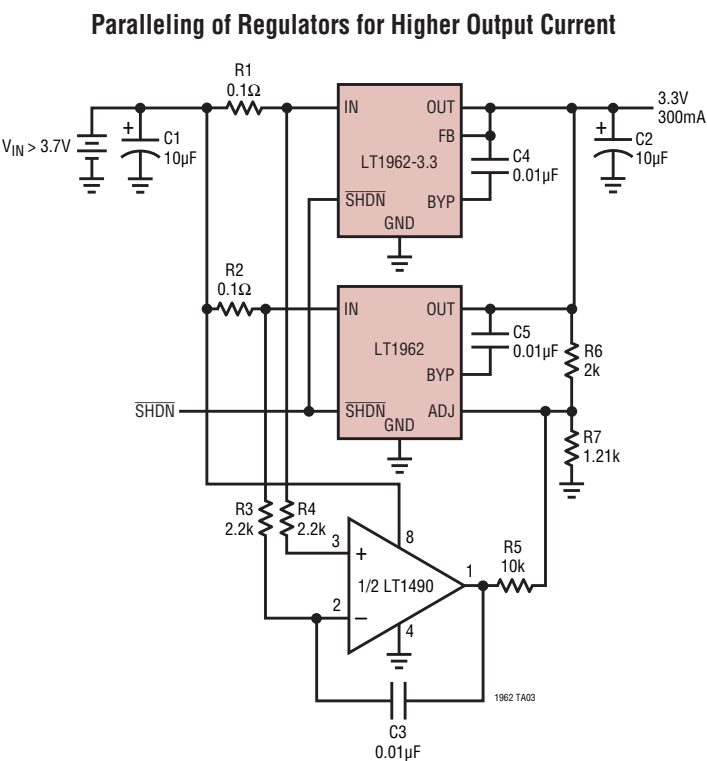 Paralleling of Regulators for Higher Output Current
R1
0.1Ω
VIN > 3.7V
+
C1
10µF
IN
OUT
FB
LT1962-3.3
SHDN
BYP
GND
C4
0.01µF
3.3V
300mA
+
C2
10µF
R2
0.1Ω
IN
OUT
LT1962
BYP
SHDN
ADJ
GND
C5
0.01µF
R6
2k
SHDN
R7
1.21k
R3
2.2k
R4
2.2k
3
+
8
1/2 LT1490
2
–
4
1
R5
10k
C3
0.01µF
1962 TA03